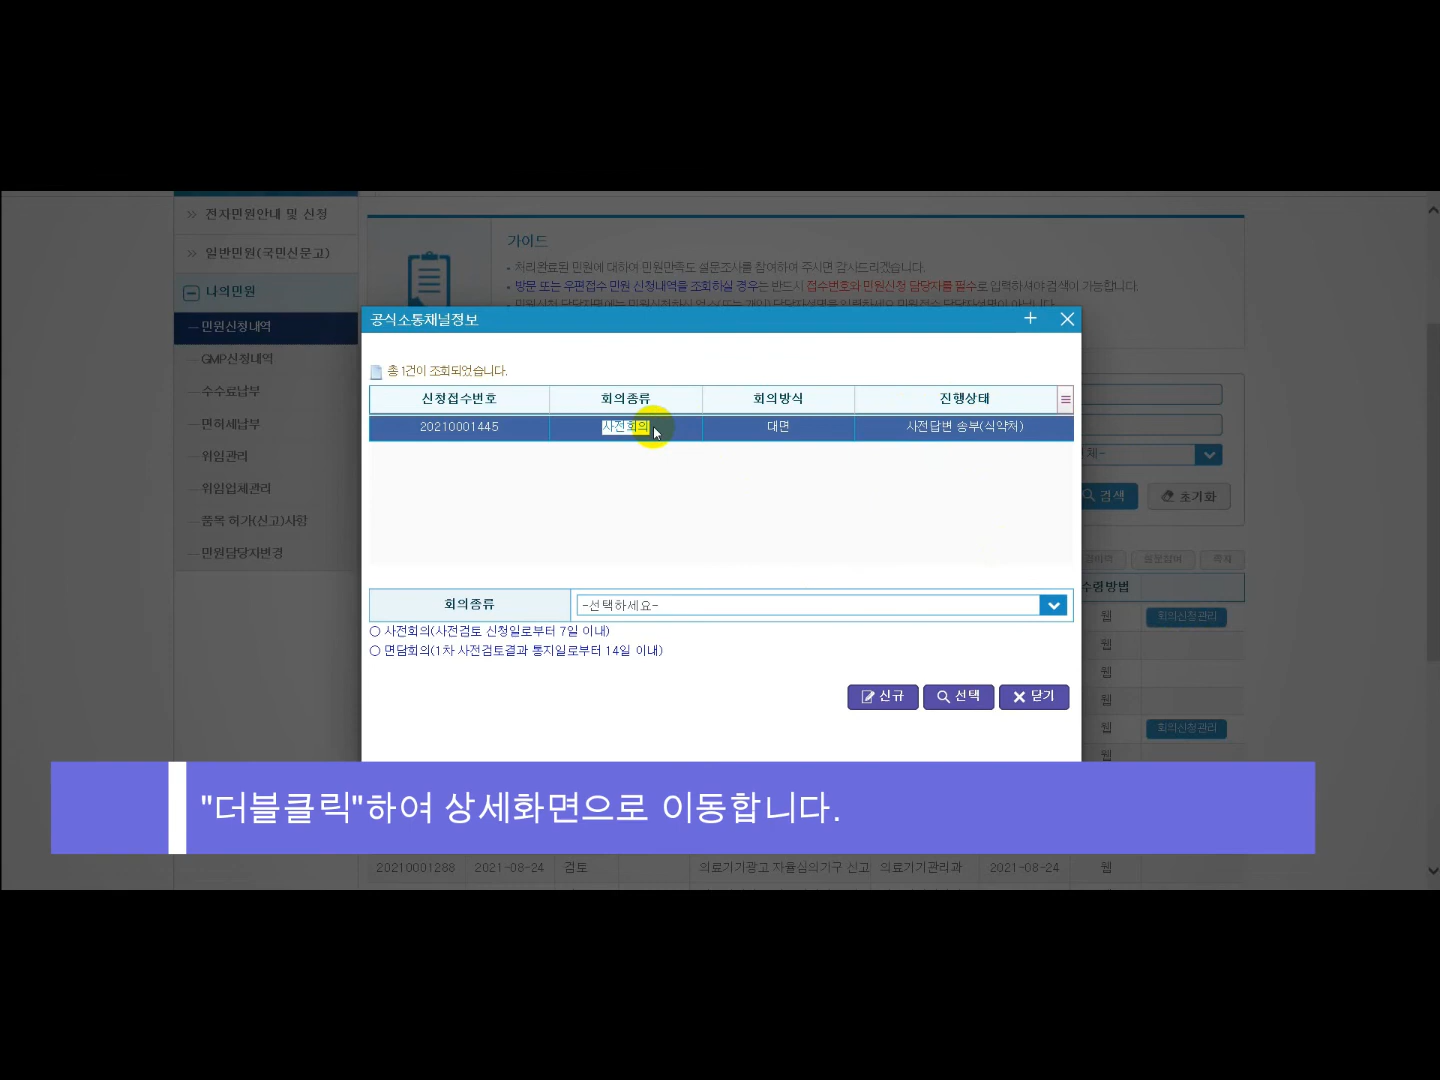 전자민원안내 및 신청
일반민원(국민신문고)
나의민원
민원신청내역
GMP신청내역
수수료납부
면허세납부
위임관리
위임업체관리
품목 허가(신고)사항
민원담당자변경
가이드
처리완료된 민원에 대하여 민원만족도 설문조사를 참여하여 주시면 감사드리겠습니다.
방문 또는 우편접수 민원 신청내역을 조회하실 경우는 반드시 접수번호와 민원신청 담당자를 필수로 입력하셔야 검색이 가능합니다.
공식소통채널정보
총 1건이 조회되었습니다.
신청접수번호 회의종류 회의방식 진행상태
20210001445 사전회의 대면 사전답변 송부(식약처)
회의종류 -선택하세요-
○ 사전회의(사전검토 신청일로부터 7일 이내)
○ 면담회의(1차 사전검토결과 통지일로부터 14일 이내)
신규 선택 닫기
검색 초기화
수령방법
웹 회의신청관리
웹
웹
웹
웹 회의신청관리
웹
"더블클릭"하여 상세화면으로 이동합니다.
20210001288 2021-08-24 검토 의료기기광고 자율심의기구 신고 의료기기관리과 2021-08-24 웹